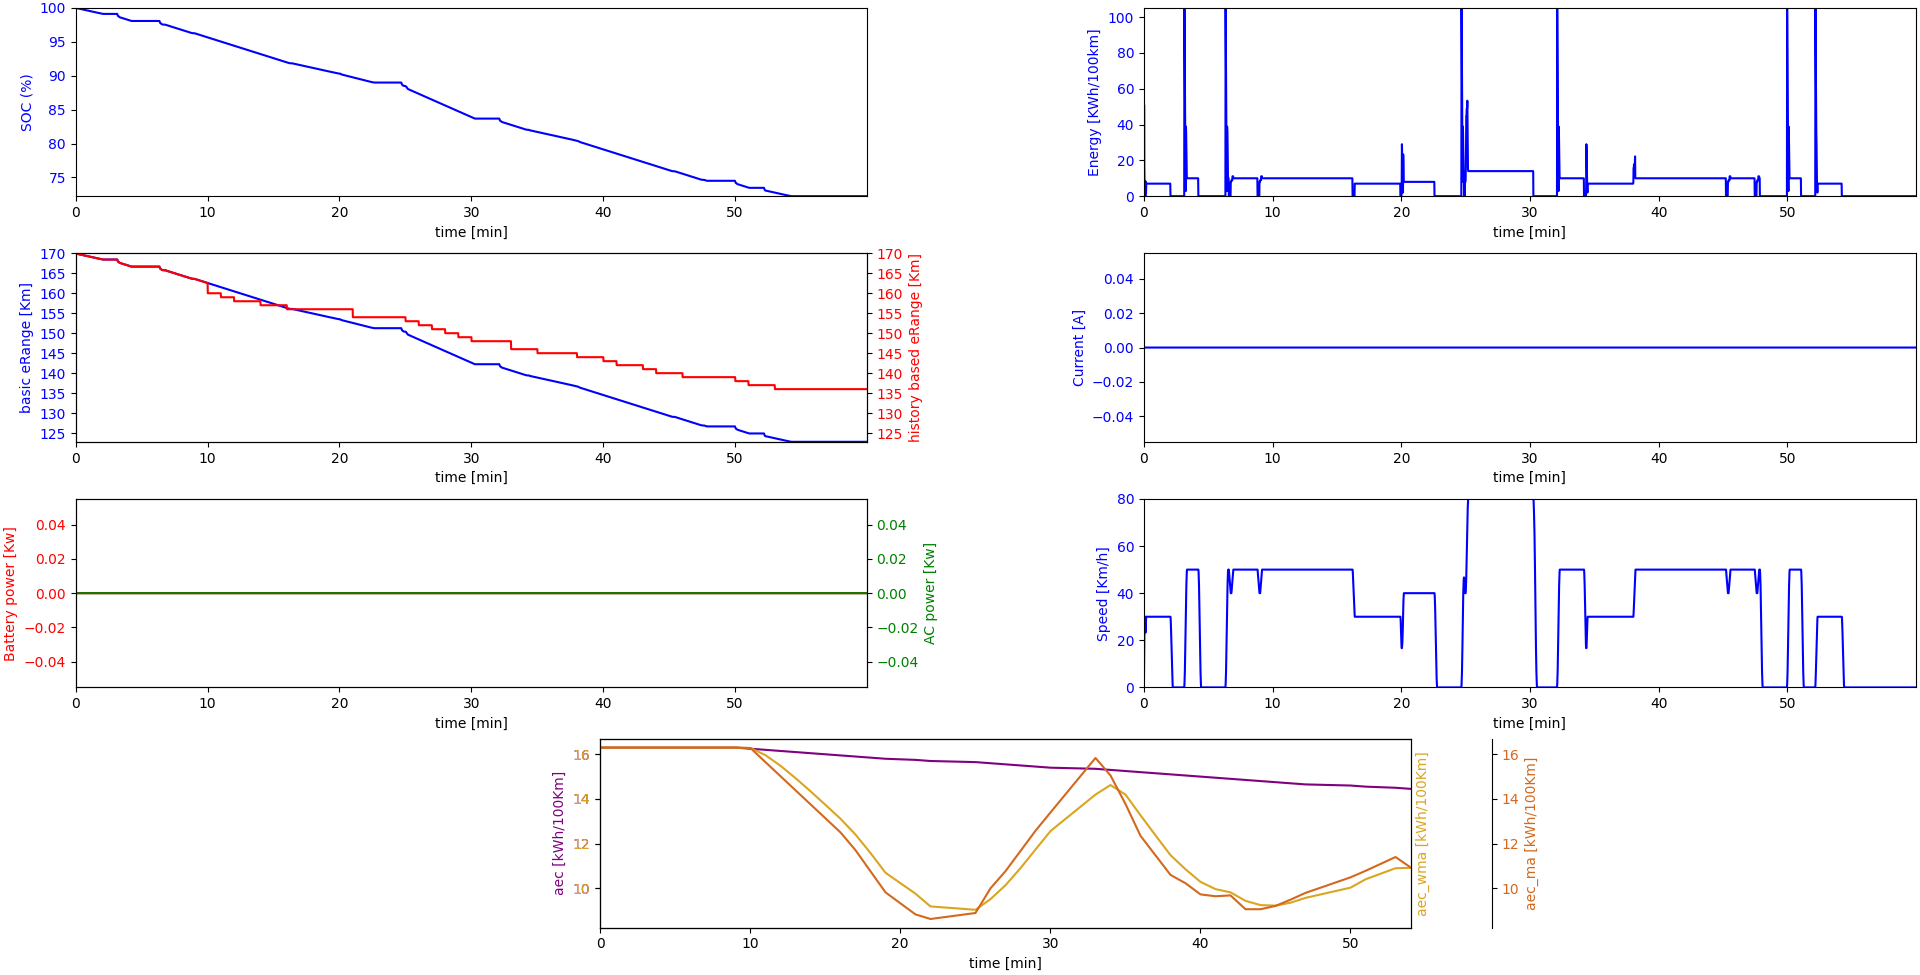 100
95
90
85
80
75
SOC (%)
0 10 20 30 40 50
time [min]
100
80
60
40
20
0
Energy [KWh/100km]
0 10 20 30 40 50
time [min]
170
165
160
155
150
145
140
135
130
125
basic eRange [Km]
170
165
160
155
150
145
140
135
130
125
history based eRange [Km]
0 10 20 30 40 50
time [min]
0.04
0.02
0.00
−0.02
−0.04
Current [A]
0 10 20 30 40 50
time [min]
0.04
0.02
0.00
−0.02
−0.04
Battery power [Kw]
0.04
0.02
0.00
−0.02
−0.04
AC power [Kw]
0 10 20 30 40 50
time [min]
80
60
40
20
0
Speed [Km/h]
0 10 20 30 40 50
time [min]
16
14
12
10
aec [kWh/100Km]
aec_wma [kWh/100Km]
16
14
12
10
aec_ma [kWh/100Km]
0 10 20 30 40 50
time [min]